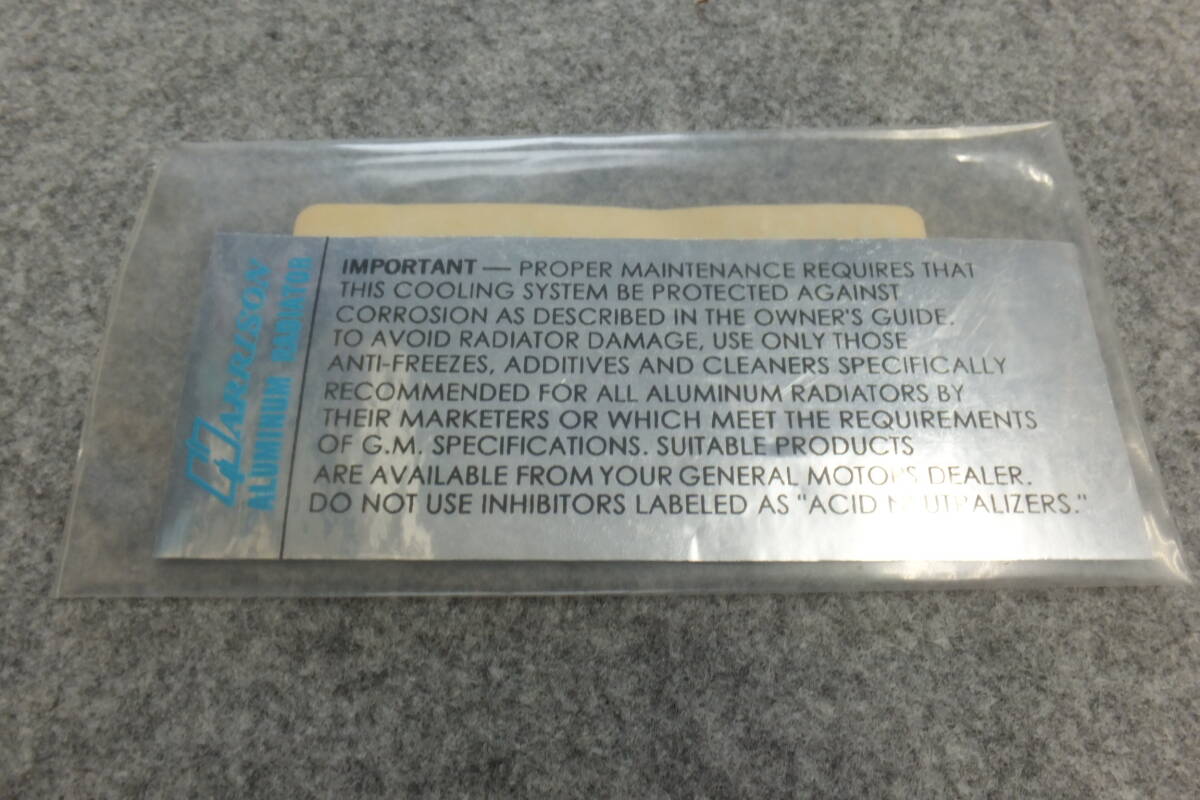 HARRISON
ALUMINUM RADIATOR
IMPORTANT — PROPER MAINTENANCE REQUIRES THAT
THIS COOLING SYSTEM BE PROTECTED AGAINST
CORROSION AS DESCRIBED IN THE OWNER'S GUIDE.
TO AVOID RADIATOR DAMAGE, USE ONLY THOSE
ANTI-FREEZES, ADDITIVES AND CLEANERS SPECIFICALLY
RECOMMENDED FOR ALL ALUMINUM RADIATORS BY
THEIR MARKETERS OR WHICH MEET THE REQUIREMENTS
OF G.M. SPECIFICATIONS. SUITABLE PRODUCTS
ARE AVAILABLE FROM YOUR GENERAL MOTORS DEALER.
DO NOT USE INHIBITORS LABELED AS "ACID NEUTRALIZERS."